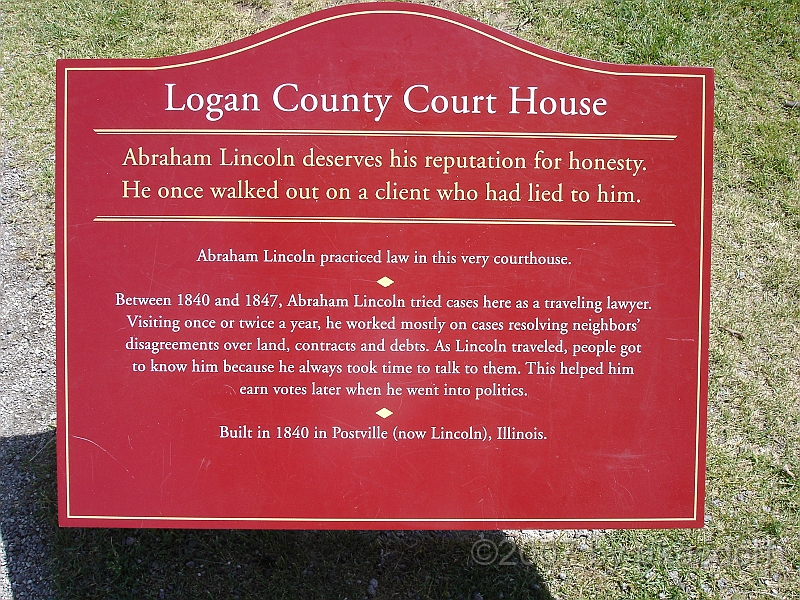 Logan County Court House
Abraham Lincoln deserves his reputation for honesty.
He once walked out on a client who had lied to him.
Abraham Lincoln practiced law in this very courthouse.
Between 1840 and 1847, Abraham Lincoln tried cases here as a traveling lawyer.
Visiting once or twice a year, he worked mostly on cases resolving neighbors'
disagreements over land, contracts and debts. As Lincoln traveled, people got
to know him because he always took time to talk to them. This helped him
earn votes later when he went into politics.
Built in 1840 in Postville (now Lincoln), Illinois.